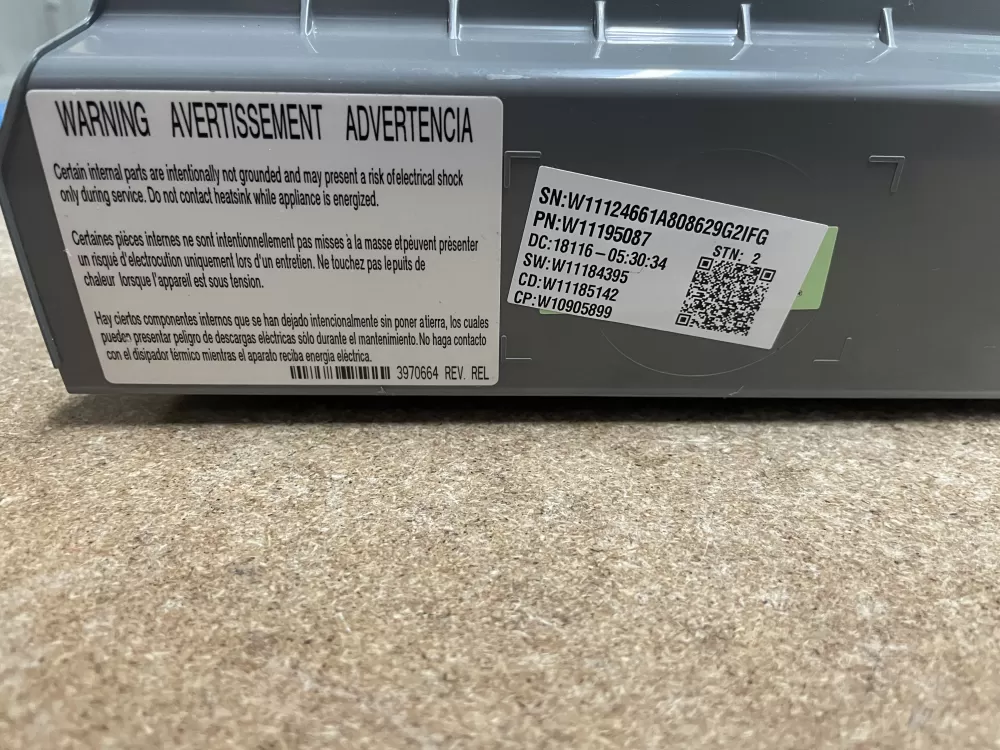 WARNING AVERTISSEMENT ADVERTENCIA
Certain internal parts are intentionally not grounded and may present a risk of electrical shock
only during service. Do not contact heatsink while appliance is energized.
Certaines pièces internes ne sont intentionnellement pas misses à la masse et peuvent présenter
un risque d'electrocution uniquement lors d'un entretien. Ne touchez pas le puits de
chaleur lorsque l'appareil est sous tension.
Hay ciertos componentes internos que se han dejado intencionalmente sin poner a tierra, los cuales
pueden presentar peligro de descargas eléctricas sólo durante el mantenimiento. No haga contacto
con el disipador térmico mientras el aparato reciba energia eléctrica.
3970664 REV. REL
SN:W11124661A808629G2IFG
PN:W11195087
DC:18116-05:30:34
STN: 2
SW:W11184395
CD:W11185142
CP:W10905899